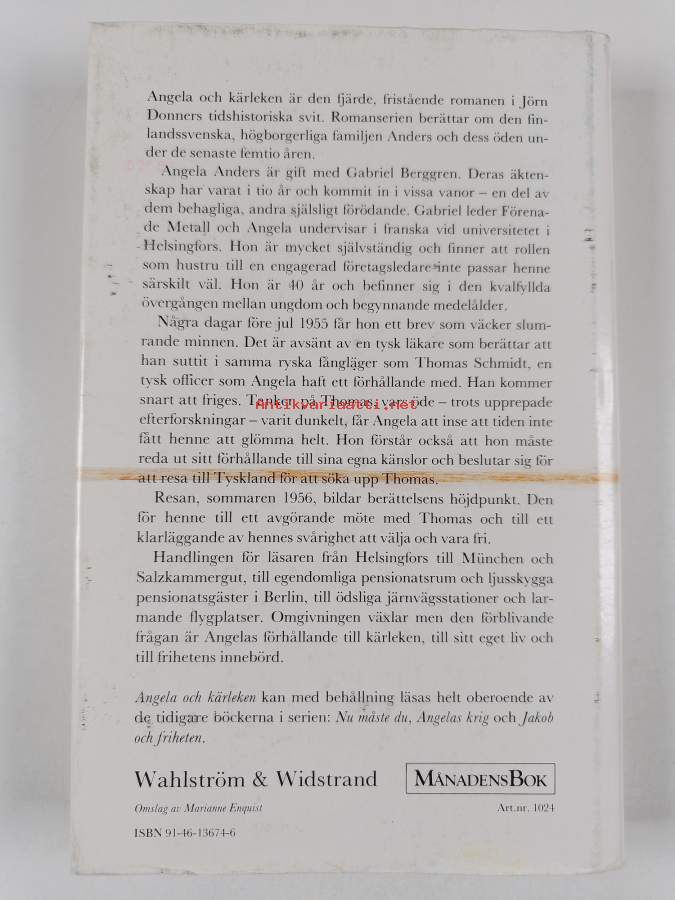 Angela och kärleken är den fjärde, fristående romanen i Jörn
Donners tidshistoriska svit. Romanserien berättar om den fin-
landssvenska, högborgerliga familjen Anders och dess öden un-
der de senaste femtio åren.
Angela Anders är gift med Gabriel Berggren. Deras äkten-
skap har varat i tio år och kommit in i vissa vanor – en del av
dem behagliga, andra själsligt förödande. Gabriel leder Förena-
de Metall och Angela undervisar i franska vid universitetet i
Helsingfors. Hon är mycket självständig och finner att rollen
som hustru till en engagerad företagsledare inte passar henne
särskilt väl. Hon är 40 år och befinner sig i den kvalfyllda
övergången mellan ungdom och begynnande medelålder.
Några dagar före jul 1955 får hon ett brev som väcker slum-
rande minnen. Det är avsänt av en tysk läkare som berättar att
han suttit i samma ryska fångläger som Thomas Schmidt, en
tysk officer som Angela haft ett förhållande med. Han kommer
snart att friges. Tanken på Thomas, vars öde – trots upprepade
efterforskningar – varit dunkelt, får Angela att inse att tiden inte
fått henne att glömma helt. Hon förstår också att hon måste
reda ut sitt förhållande till sina egna känslor och beslutar sig för
att resa till Tyskland för att söka upp Thomas.
Resan, sommaren 1956, bildar berättelsens höjdpunkt. Den
för henne till ett avgörande möte med Thomas och till ett
klarläggande av hennes svårighet att välja och vara fri.
Handlingen för läsaren från Helsingfors till München och
Salzkammergut, till egendomliga pensionatsrum och ljusskygga
pensionatsgäster i Berlin, till ödsliga järnvägsstationer och lar-
mande flygplatser. Omgivningen växlar men den förblivande
frågan är Angelas förhållande till kärleken, till sitt eget liv och
till frihetens innebörd.
Angela och kärleken kan med behållning läsas helt oberoende av
de tidigare böckerna i serien: Nu måste du, Angelas krig och Jakob
och friheten.
Wahlström & Widstrand MÅNADENSBOK
Omslag av Marianne Enquist Art.nr. 1024
ISBN 91-46-13674-6
Antikvariaatti.net